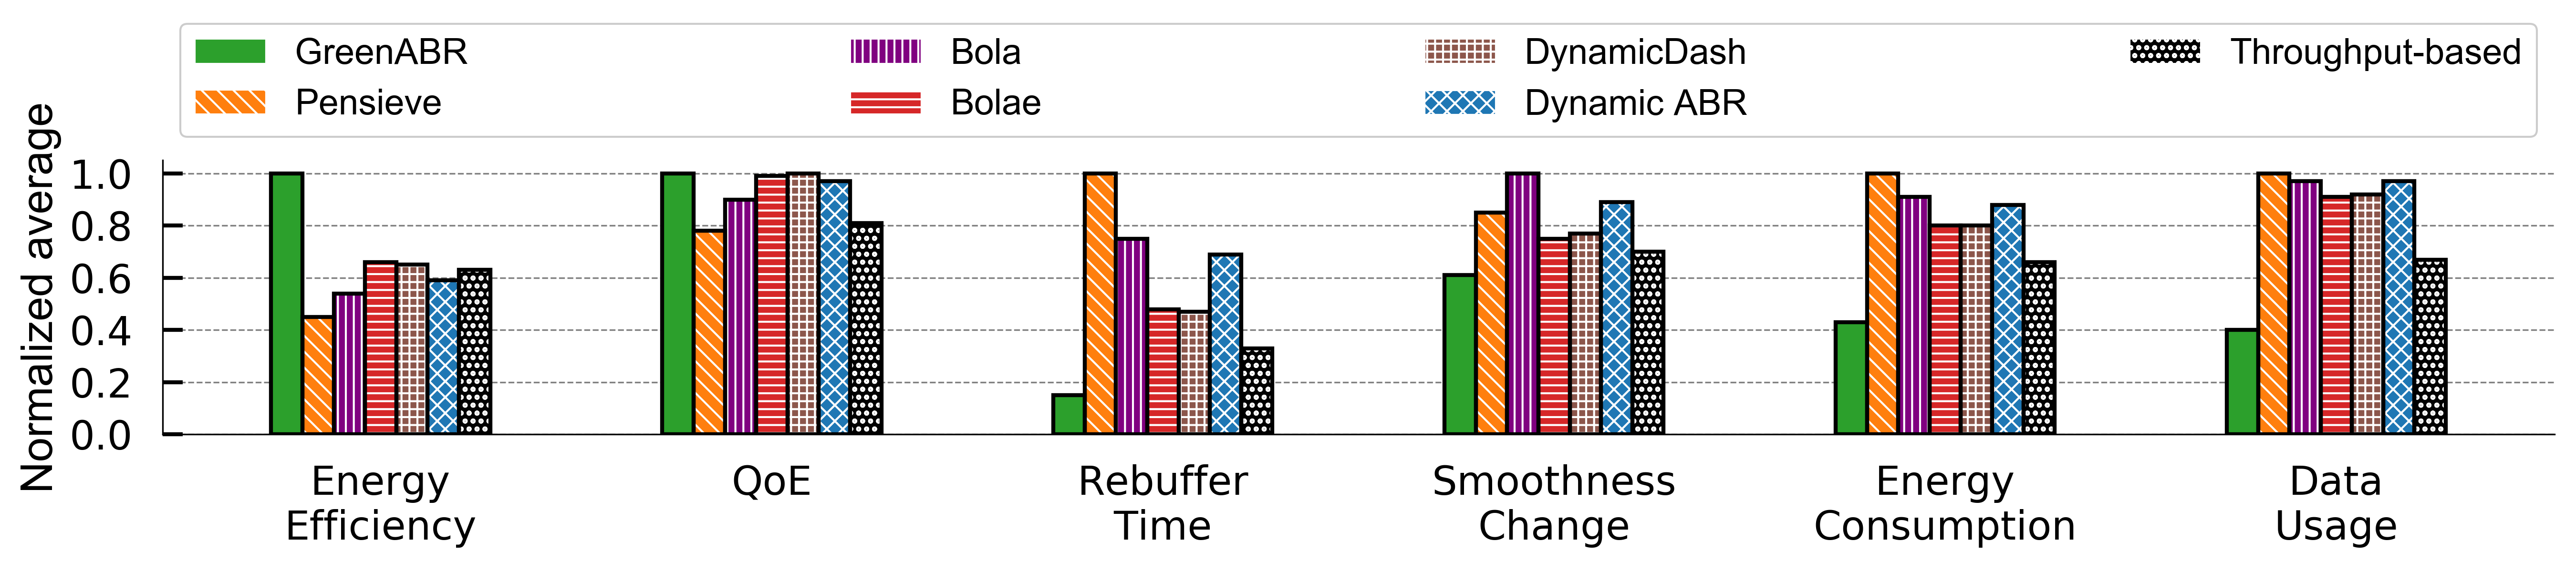 GreenABR
Pensieve
Bola
Bolae
DynamicDash
Dynamic ABR
Throughput-based
Normalized average
1.0
0.8
0.6
0.4
0.2
0.0
Energy
Efficiency
QoE
Rebuffer
Time
Smoothness
Change
Energy
Consumption
Data
Usage